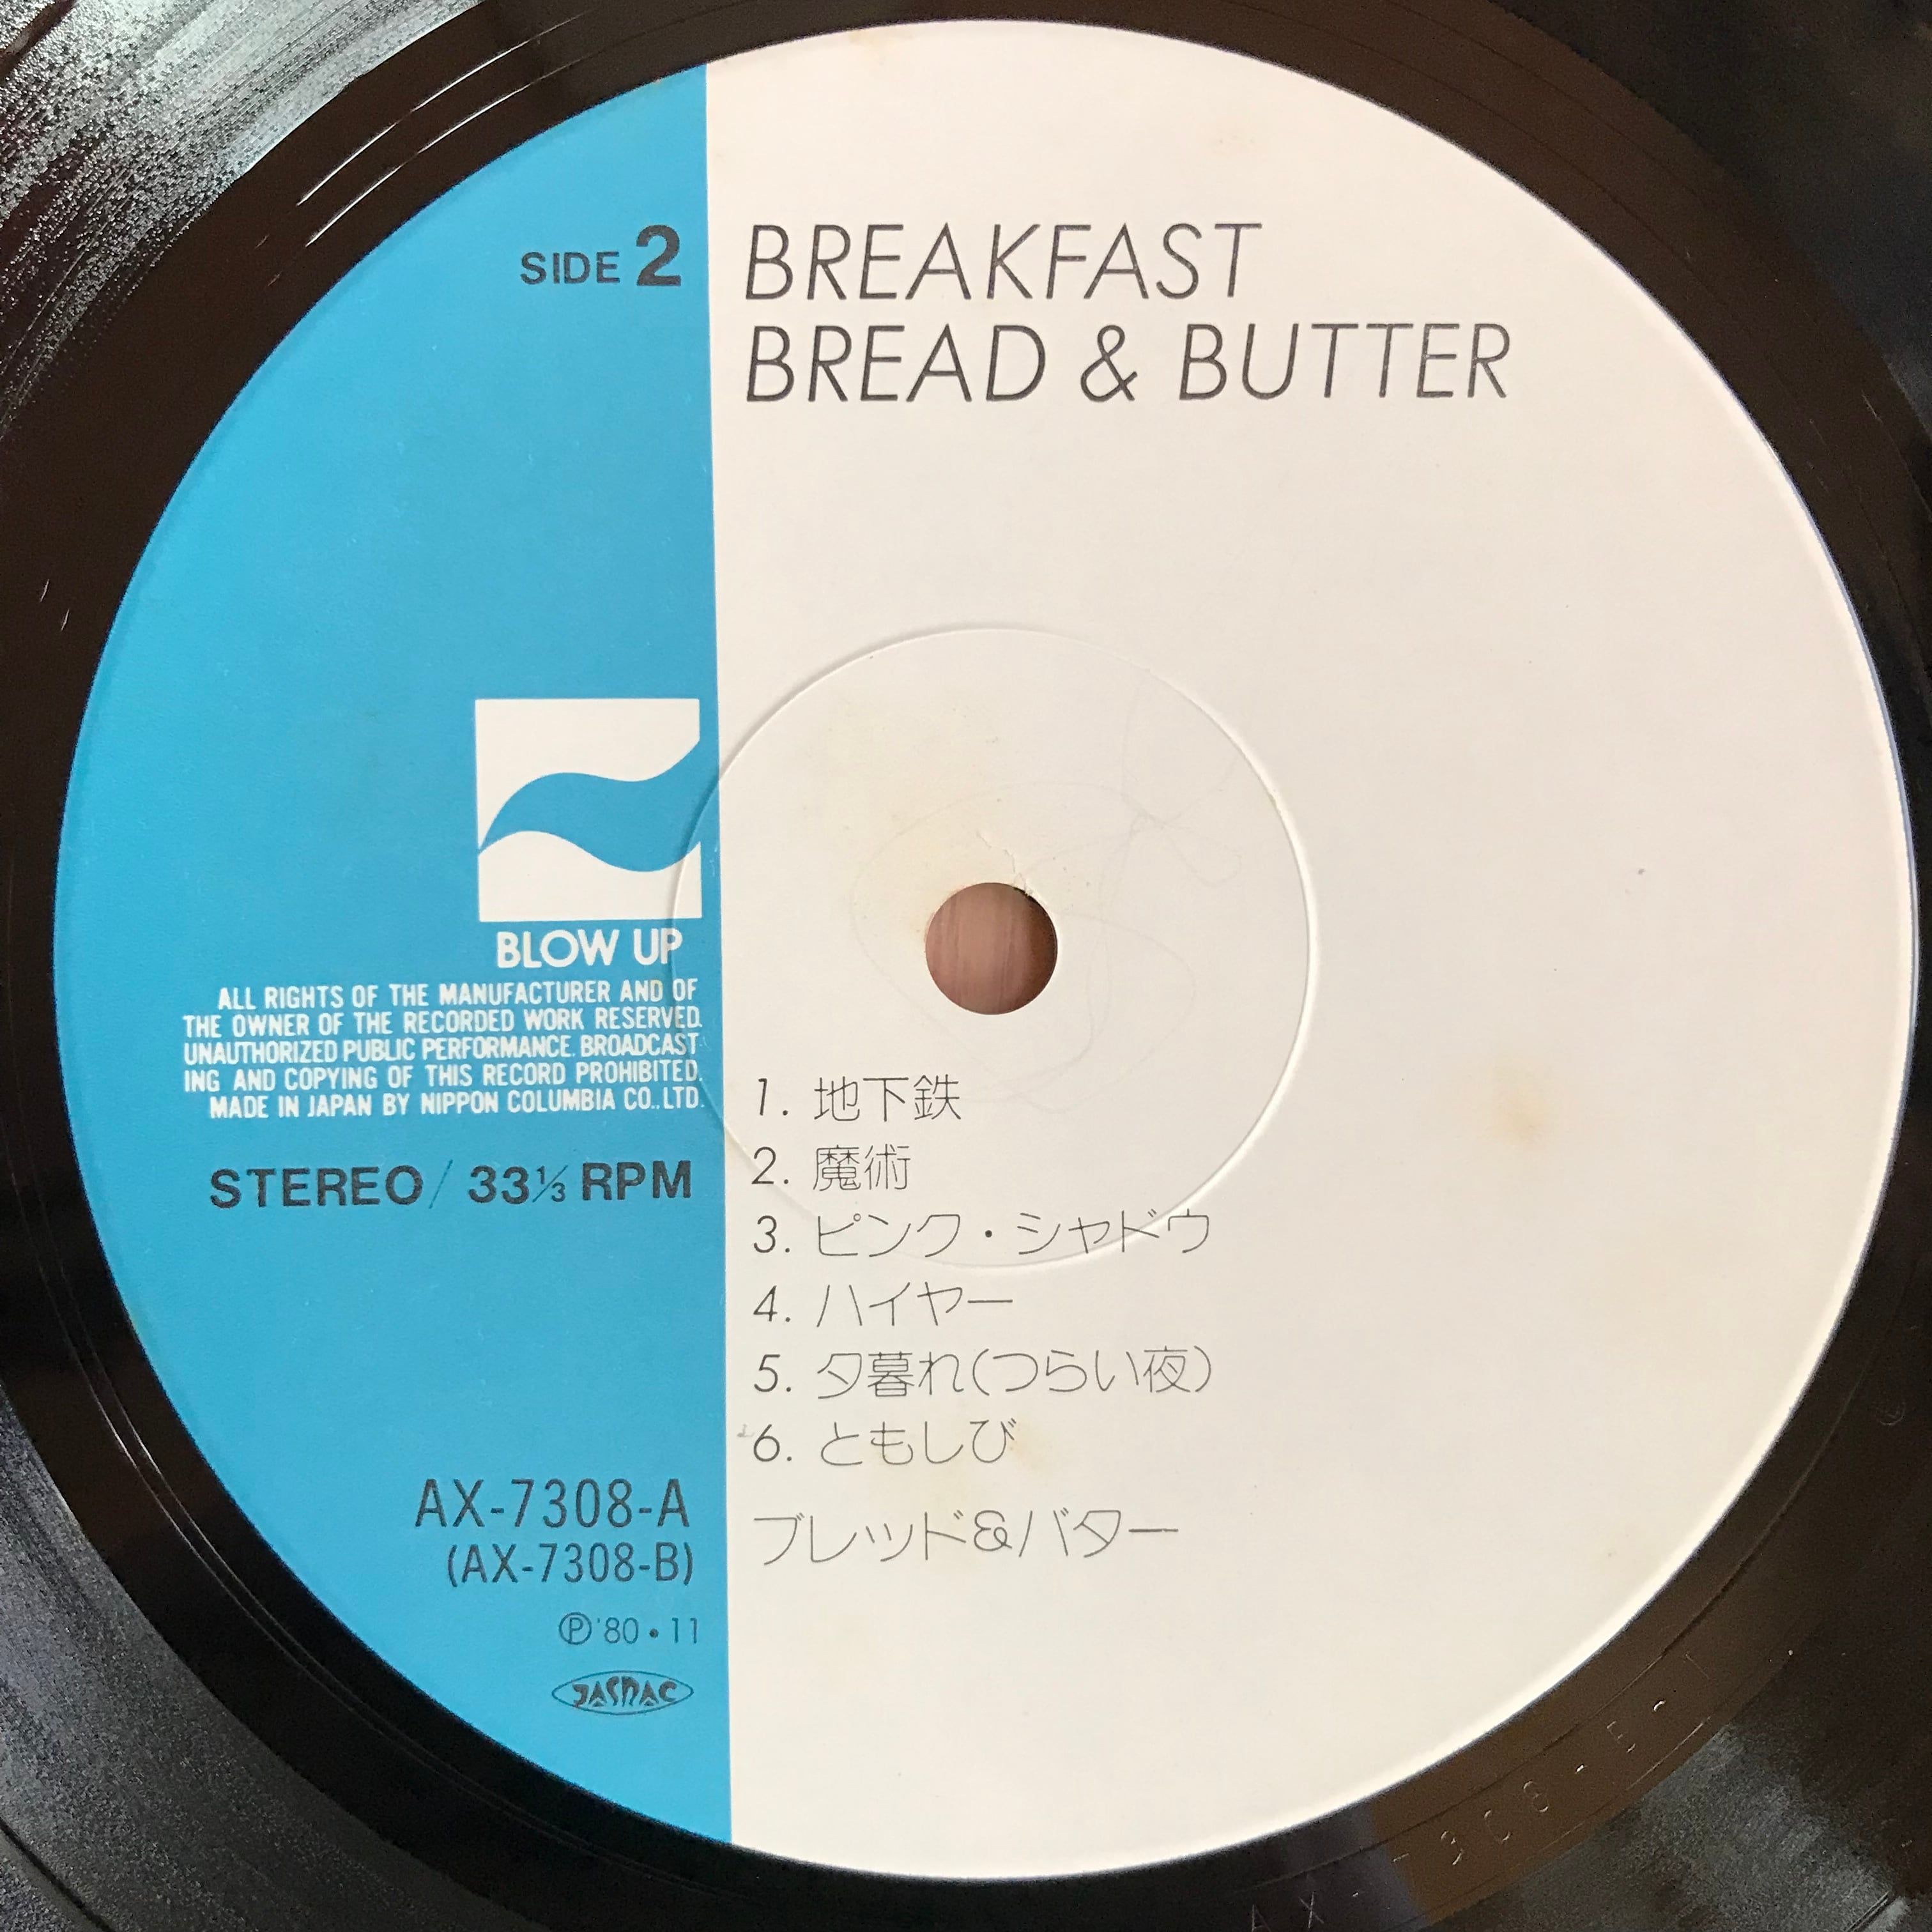 SIDE 2
BREAKFAST
BREAD & BUTTER
BLOW UP
ALL RIGHTS OF THE MANUFACTURER AND OF
THE OWNER OF THE RECORDED WORK RESERVED.
UNAUTHORIZED PUBLIC PERFORMANCE. BROADCAST-
ING AND COPYING OF THIS RECORD PROHIBITED.
MADE IN JAPAN BY NIPPON COLUMBIA CO., LTD.
STEREO / 33⅓ RPM
1. 地下鉄
2. 魔術
3. ピンク・シャドウ
4. ハイヤー
5. 夕暮れ(つらい夜)
6. ともしび
ブレッド&バター
AX-7308-A
(AX-7308-B)
Ⓟ'80・11
JASRAC